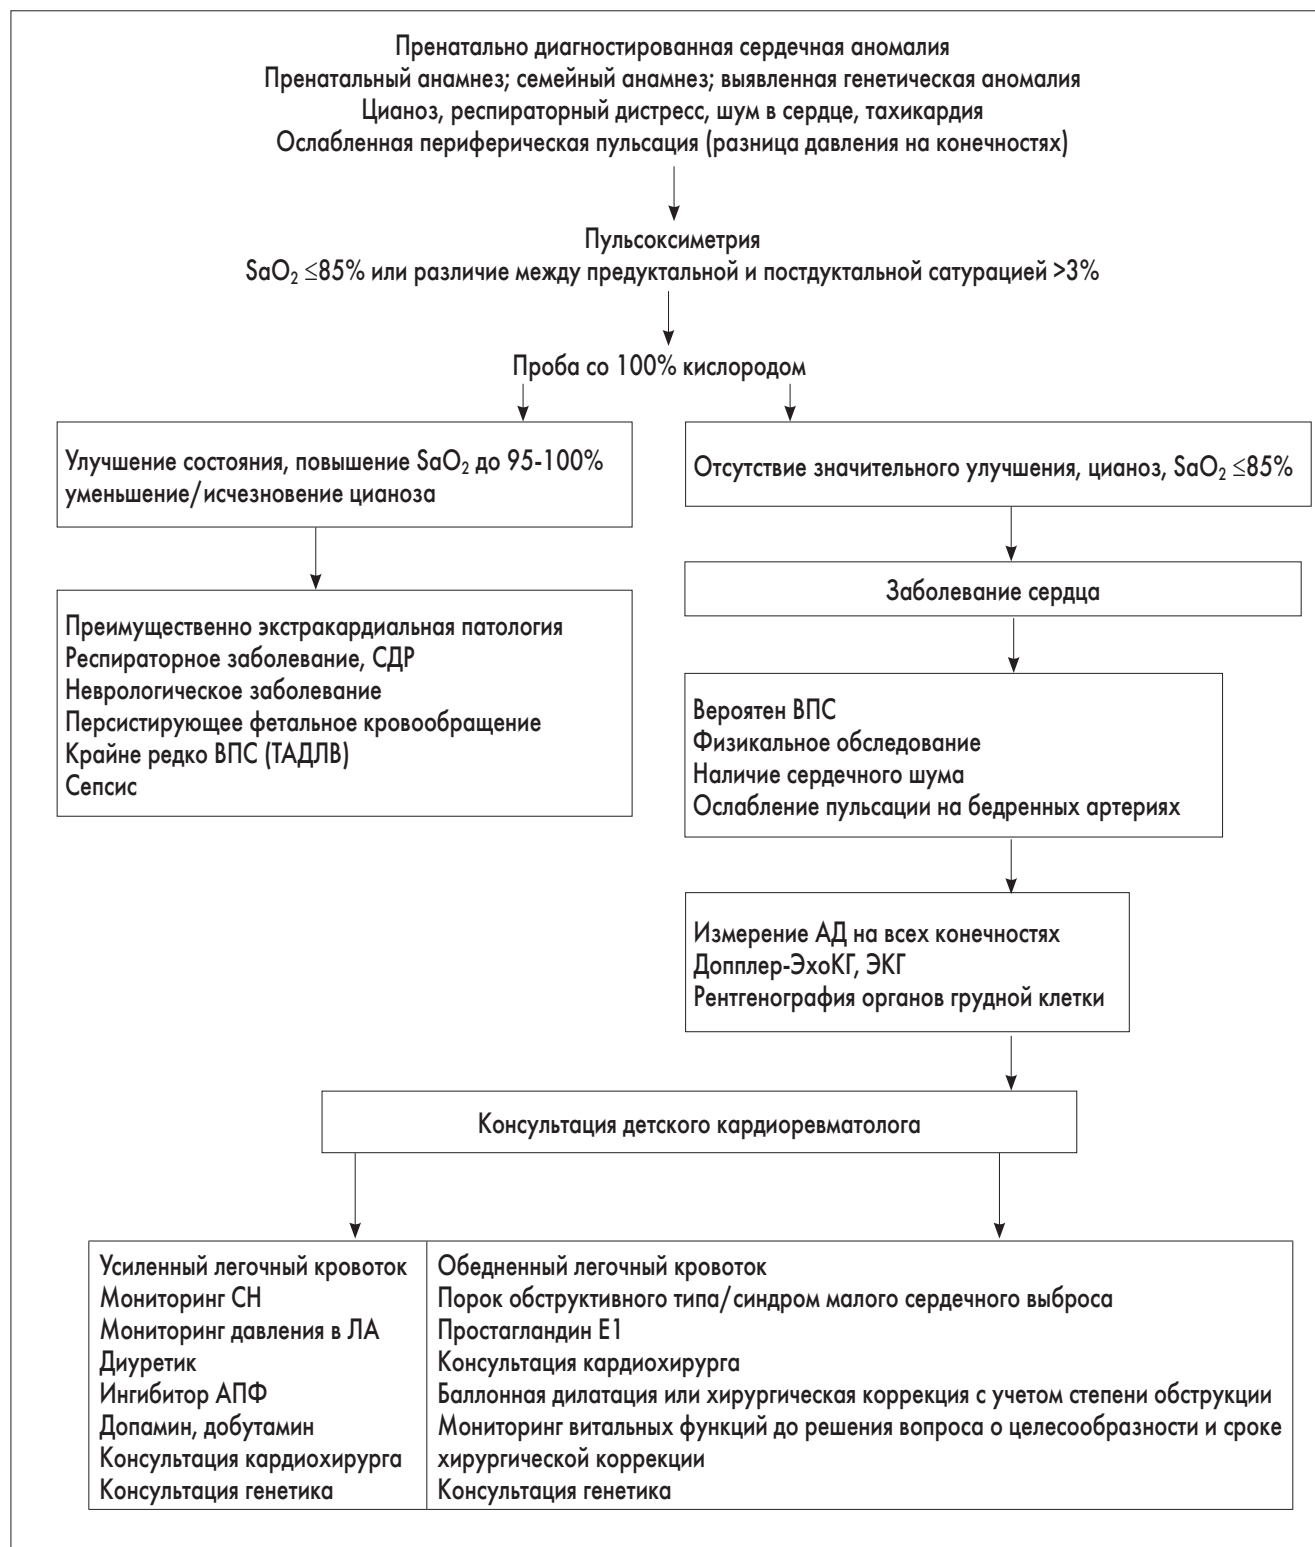 Пренатально диагностированная сердечная аномалия
Пренатальный анамнез; семейный анамнез; выявленная генетическая аномалия
Цианоз, респираторный дистресс, шум в сердце, тахикардия
Ослабленная периферическая пульсация (разница давления на конечностях)
Пульсоксиметрия
SaO₂ ≤85% или различие между предуктальной и постдуктальной сатурацией >3%
Проба со 100% кислородом
Улучшение состояния, повышение SaO₂ до 95-100%
уменьшение/исчезновение цианоза
Отсутствие значительного улучшения, цианоз, SaO₂ ≤85%
Заболевание сердца
Преимущественно экстракардиальная патология
Респираторное заболевание, СДР
Неврологическое заболевание
Персистирующее фетальное кровообращение
Крайне редко ВПС (ТАДЛВ)
Сепсис
Вероятен ВПС
Физикальное обследование
Наличие сердечного шума
Ослабление пульсации на бедренных артериях
Измерение АД на всех конечностях
Допплер-ЭхоКГ, ЭКГ
Рентгенография органов грудной клетки
Консультация детского кардиоревматолога
Усиленный легочный кровоток
Мониторинг СН
Мониторинг давления в ЛА
Диуретик
Ингибитор АПФ
Допамин, добутамин
Консультация кардиохирурга
Консультация генетика
Обедненный легочный кровоток
Порок обструктивного типа/синдром малого сердечного выброса
Простагландин Е1
Консультация кардиохирурга
Баллонная дилатация или хирургическая коррекция с учетом степени обструкции
Мониторинг витальных функций до решения вопроса о целесообразности и сроке
хирургической коррекции
Консультация генетика